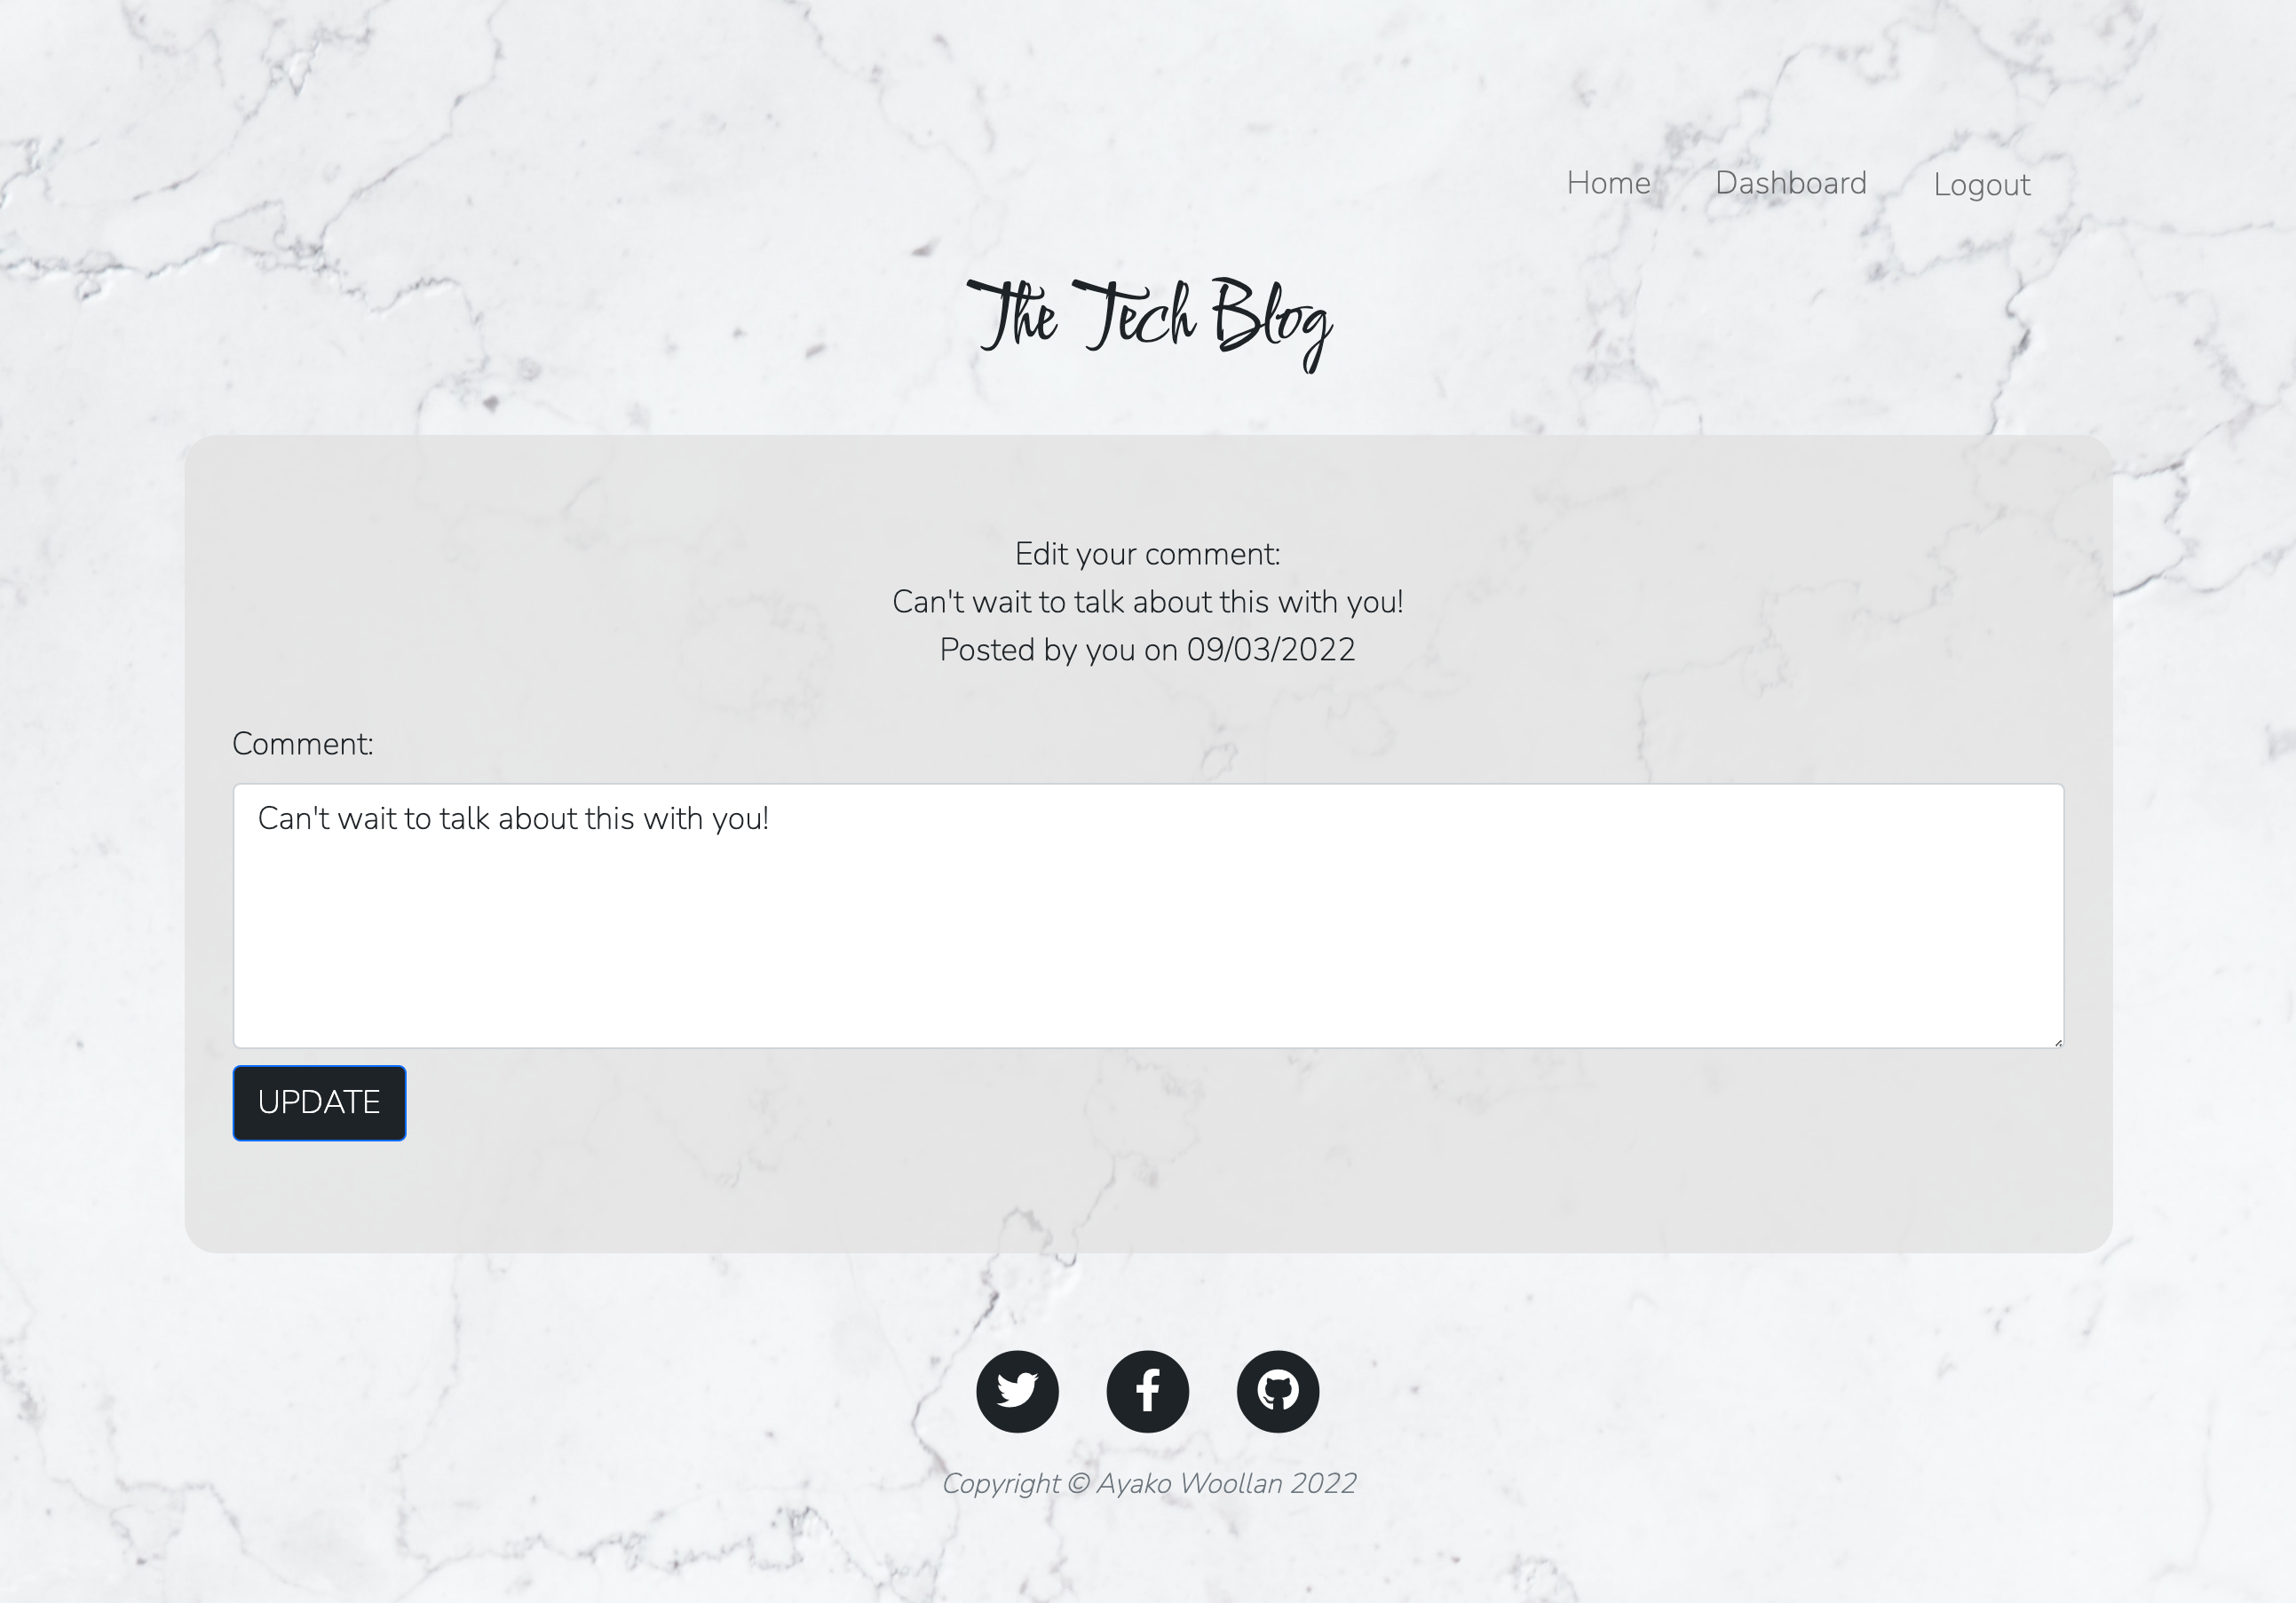 Home Dashboard Logout
The Tech Blog
Edit your comment:
Can't wait to talk about this with you!
Posted by you on 09/03/2022
Comment:
Can't wait to talk about this with you!
UPDATE
Copyright © Ayako Woollan 2022